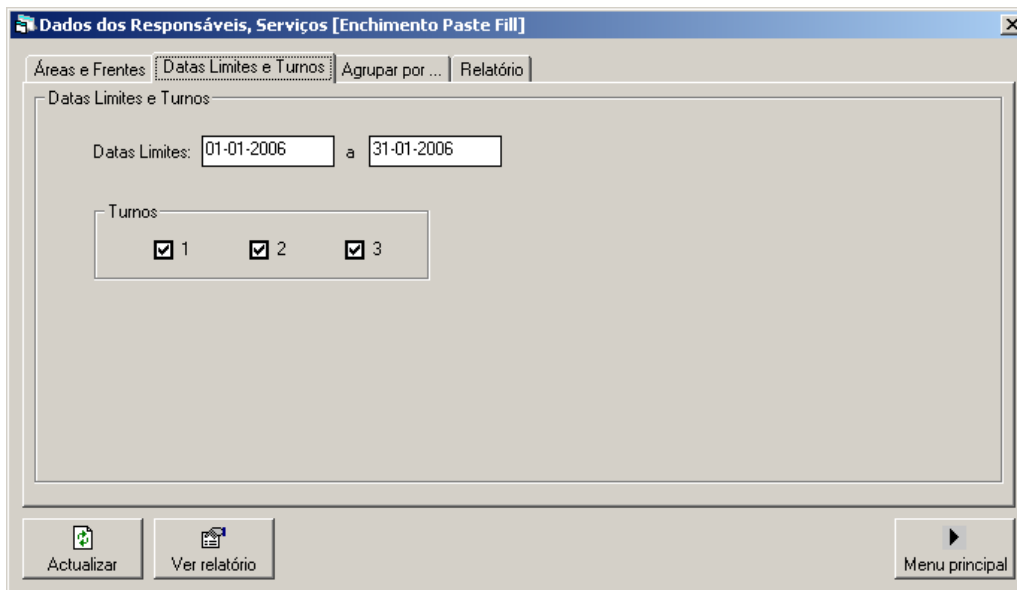 Dados dos Responsáveis, Serviços [Enchimento Paste Fill]
Áreas e Frentes Datas Limites e Turnos Agrupar por ... Relatório
Datas Limites e Turnos
Datas Limites: 01-01-2006 a 31-01-2006
Turnos
1 2 3
Actualizar Ver relatório Menu principal